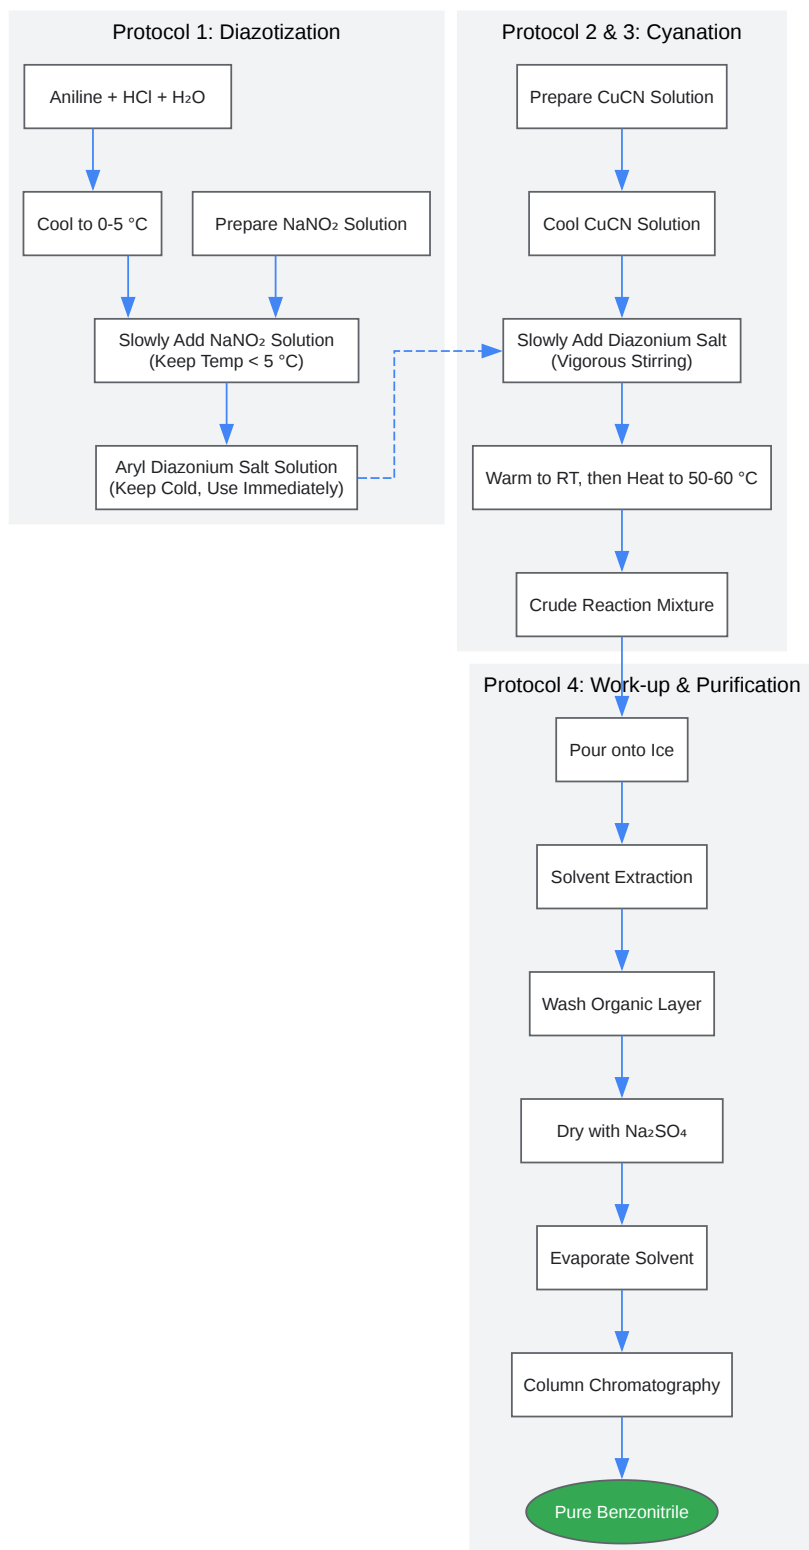 Protocol 1: Diazotization
Aniline + HCl + H₂O
Cool to 0-5 °C
Prepare NaNO₂ Solution
Slowly Add NaNO₂ Solution
(Keep Temp < 5 °C)
Aryl Diazonium Salt Solution
(Keep Cold, Use Immediately)
Protocol 2 & 3: Cyanation
Prepare CuCN Solution
Cool CuCN Solution
Slowly Add Diazonium Salt
(Vigorous Stirring)
Warm to RT, then Heat to 50-60 °C
Crude Reaction Mixture
Protocol 4: Work-up & Purification
Pour onto Ice
Solvent Extraction
Wash Organic Layer
Dry with Na₂SO₄
Evaporate Solvent
Column Chromatography
Pure Benzonitrile